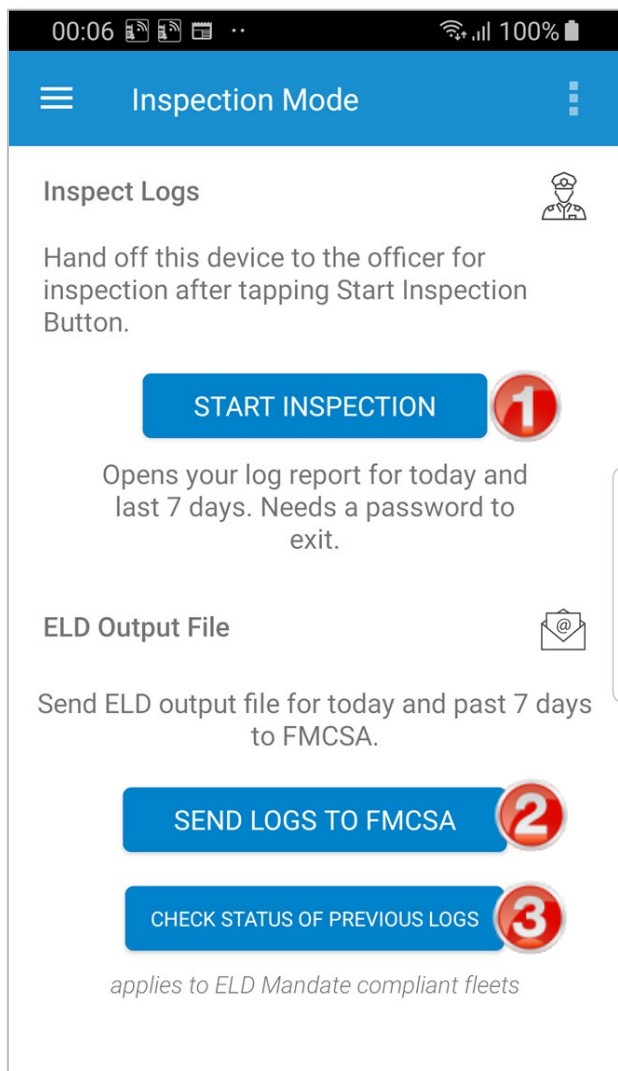 00:06 100%
Inspection Mode
Inspect Logs
Hand off this device to the officer for
inspection after tapping Start Inspection
Button.
START INSPECTION 1
Opens your log report for today and
last 7 days. Needs a password to
exit.
ELD Output File
@
Send ELD output file for today and past 7 days
to FMCSA.
SEND LOGS TO FMCSA 2
CHECK STATUS OF PREVIOUS LOGS 3
applies to ELD Mandate compliant fleets